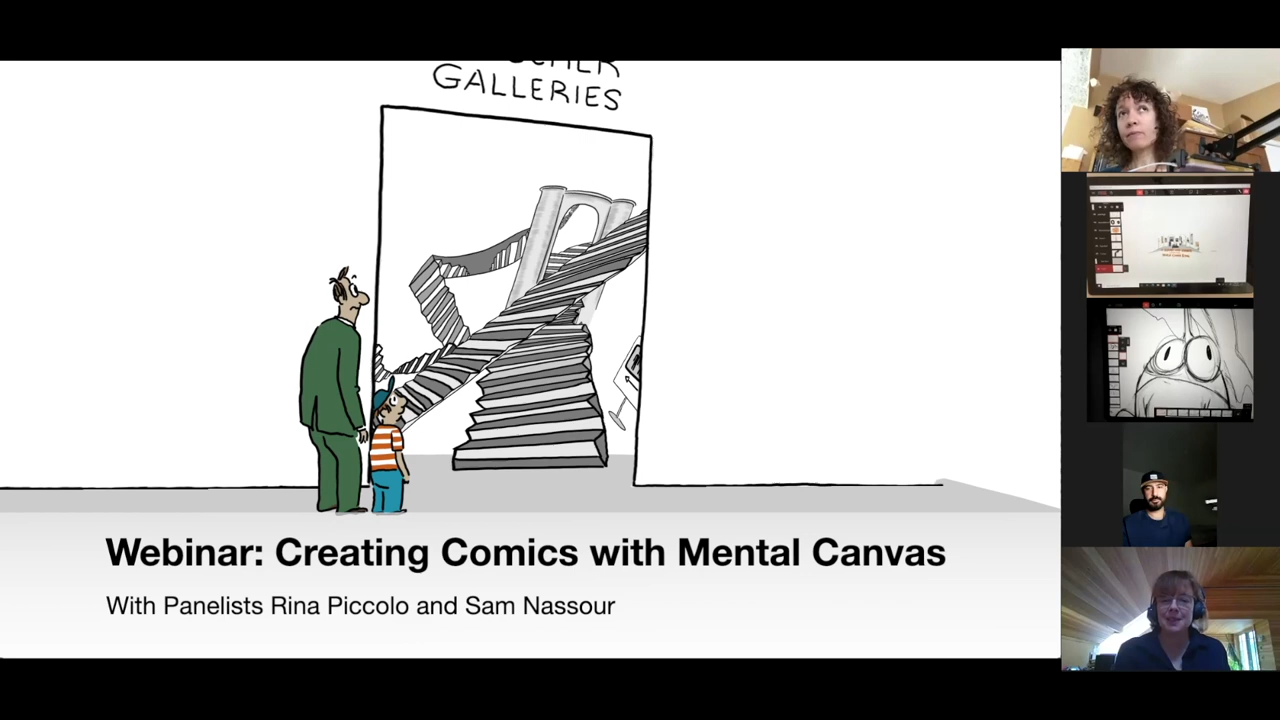 GALLERIES
Webinar: Creating Comics with Mental Canvas
With Panelists Rina Piccolo and Sam Nassour